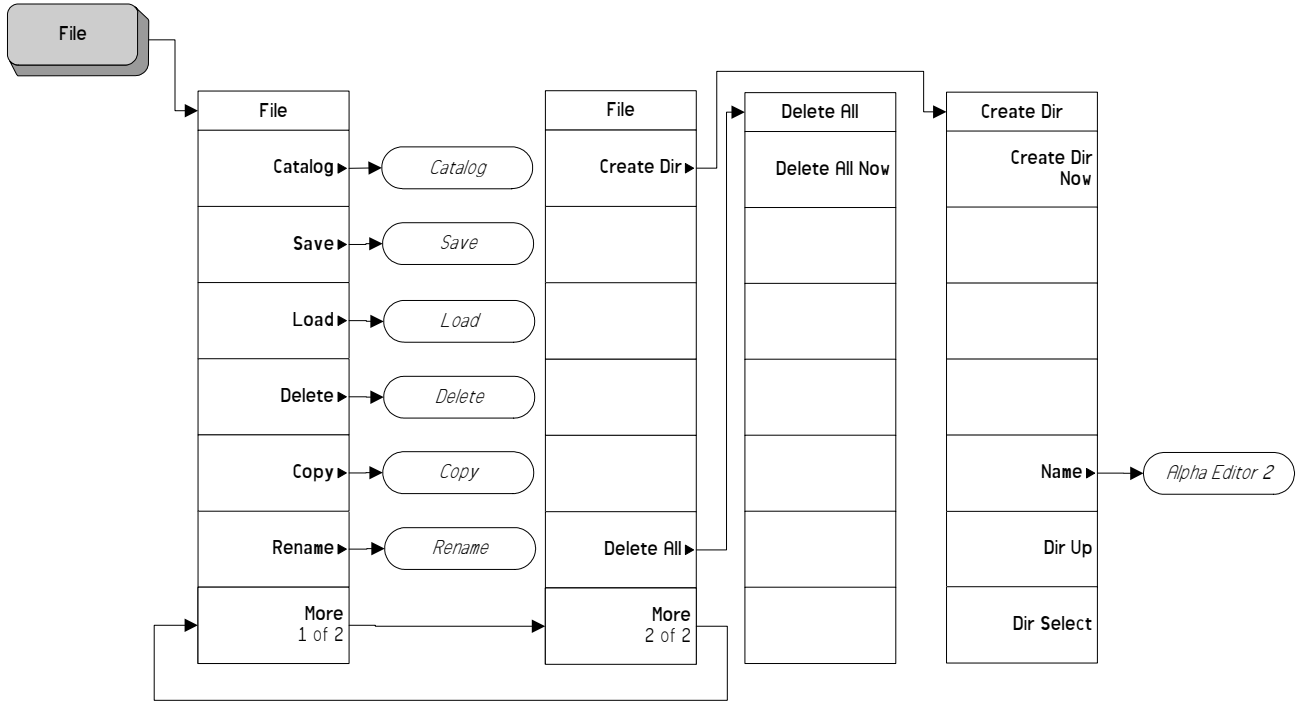 File
File
Catalog
Catalog
Save
Save
Load
Load
Delete
Delete
Copy
Copy
Rename
Rename
More
1 of 2
File
Create Dir
Delete All
More
2 of 2
Delete All
Delete All Now
Create Dir
Create Dir
Now
Name
Alpha Editor 2
Dir Up
Dir Select